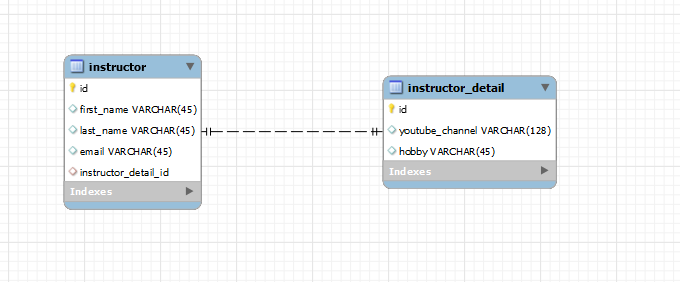 instructor
id
first_name VARCHAR(45)
last_name VARCHAR(45)
email VARCHAR(45)
instructor_detail_id
Indexes
instructor_detail
id
youtube_channel VARCHAR(128)
hobby VARCHAR(45)
Indexes